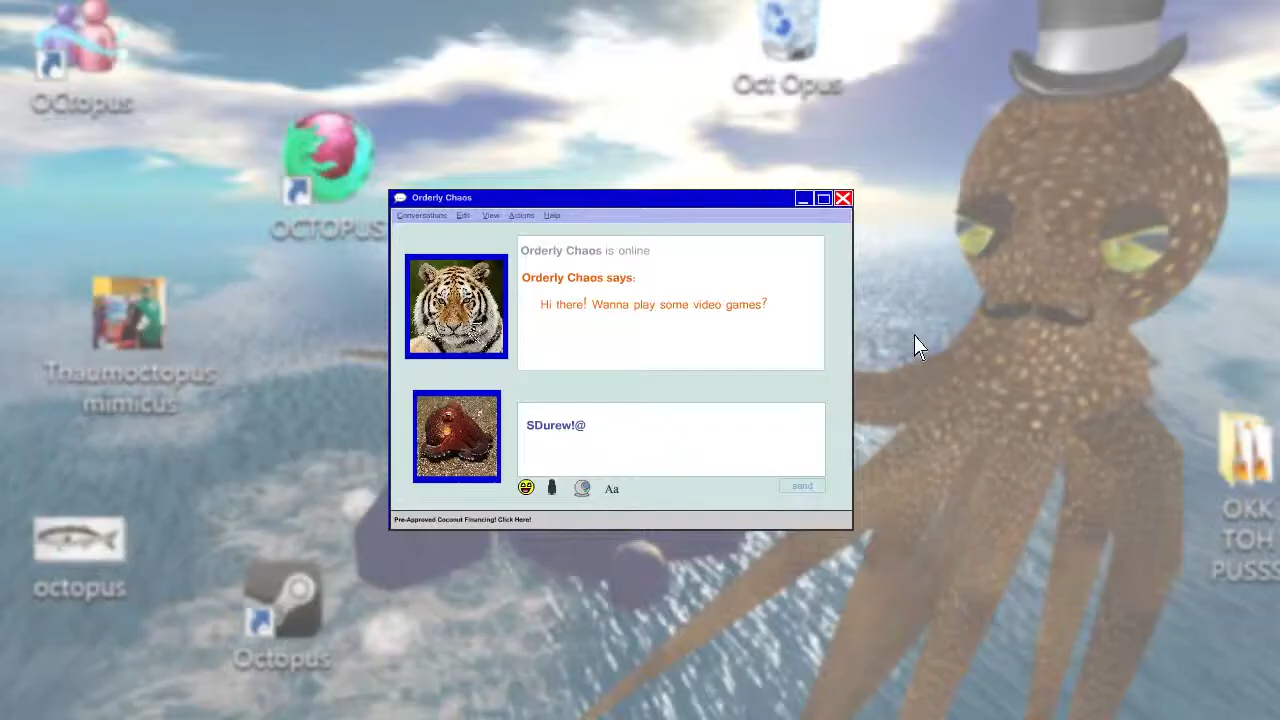 OCtopus
Oct Opus
OCTOPUS
Orderly Chaos
Conversations Edit View Actions Help
Orderly Chaos is online
Orderly Chaos says:
Hi there! Wanna play some video games?
Thaumoctopus
mimicus
SDurew!@
Aa
send
Pre-Approved Coconut Financing! Click Here!
OKK
TOH
PUSSS
octopus
Octopus